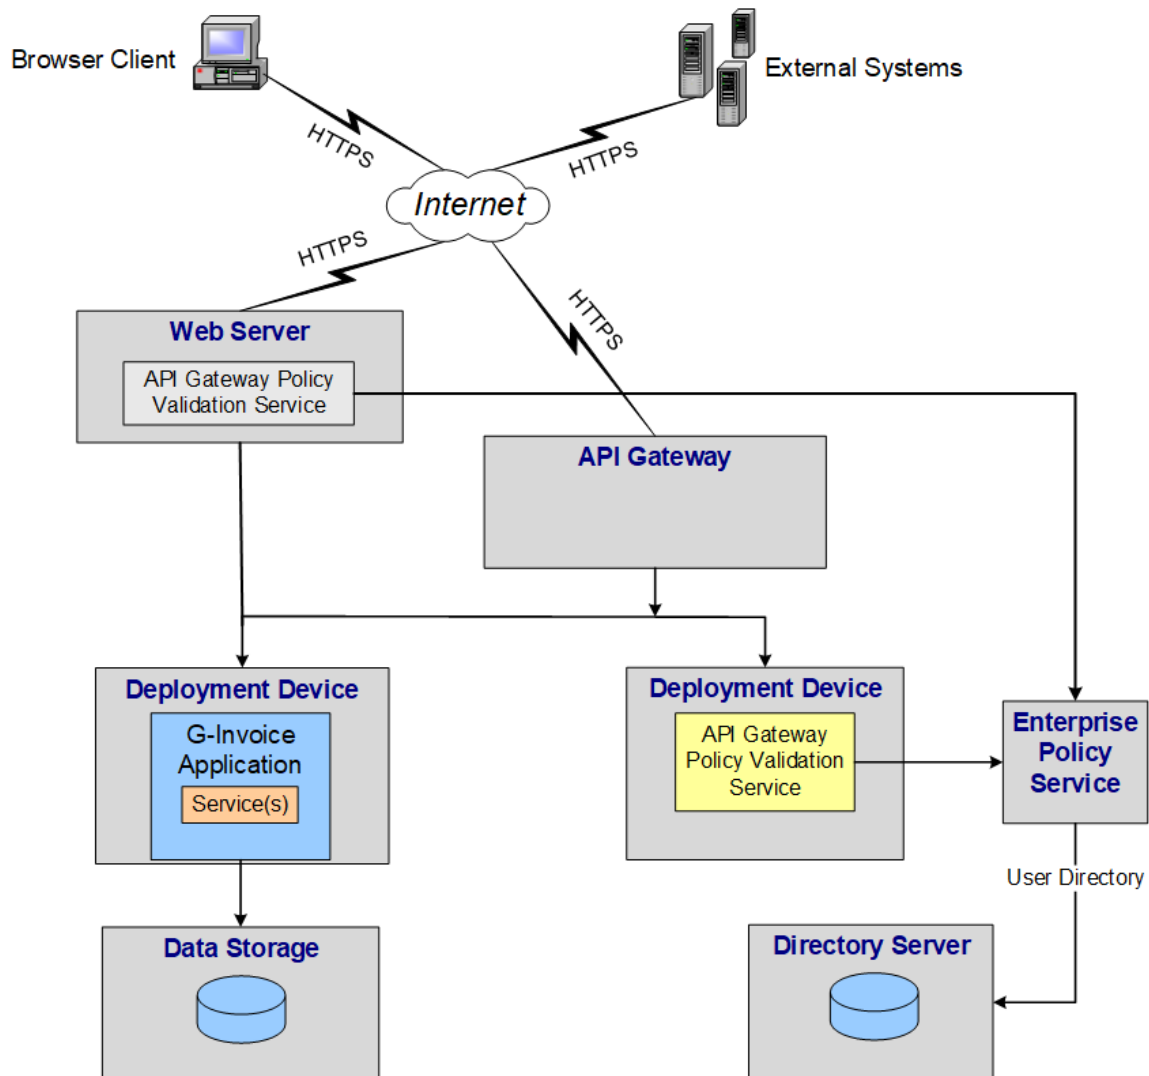 Browser Client
External Systems
HTTPS
HTTPS
Internet
HTTPS
HTTPS
Web Server
API Gateway Policy
Validation Service
API Gateway
Deployment Device
G-Invoice
Application
Service(s)
Deployment Device
API Gateway
Policy Validation
Service
Enterprise
Policy
Service
User Directory
Data Storage
Directory Server